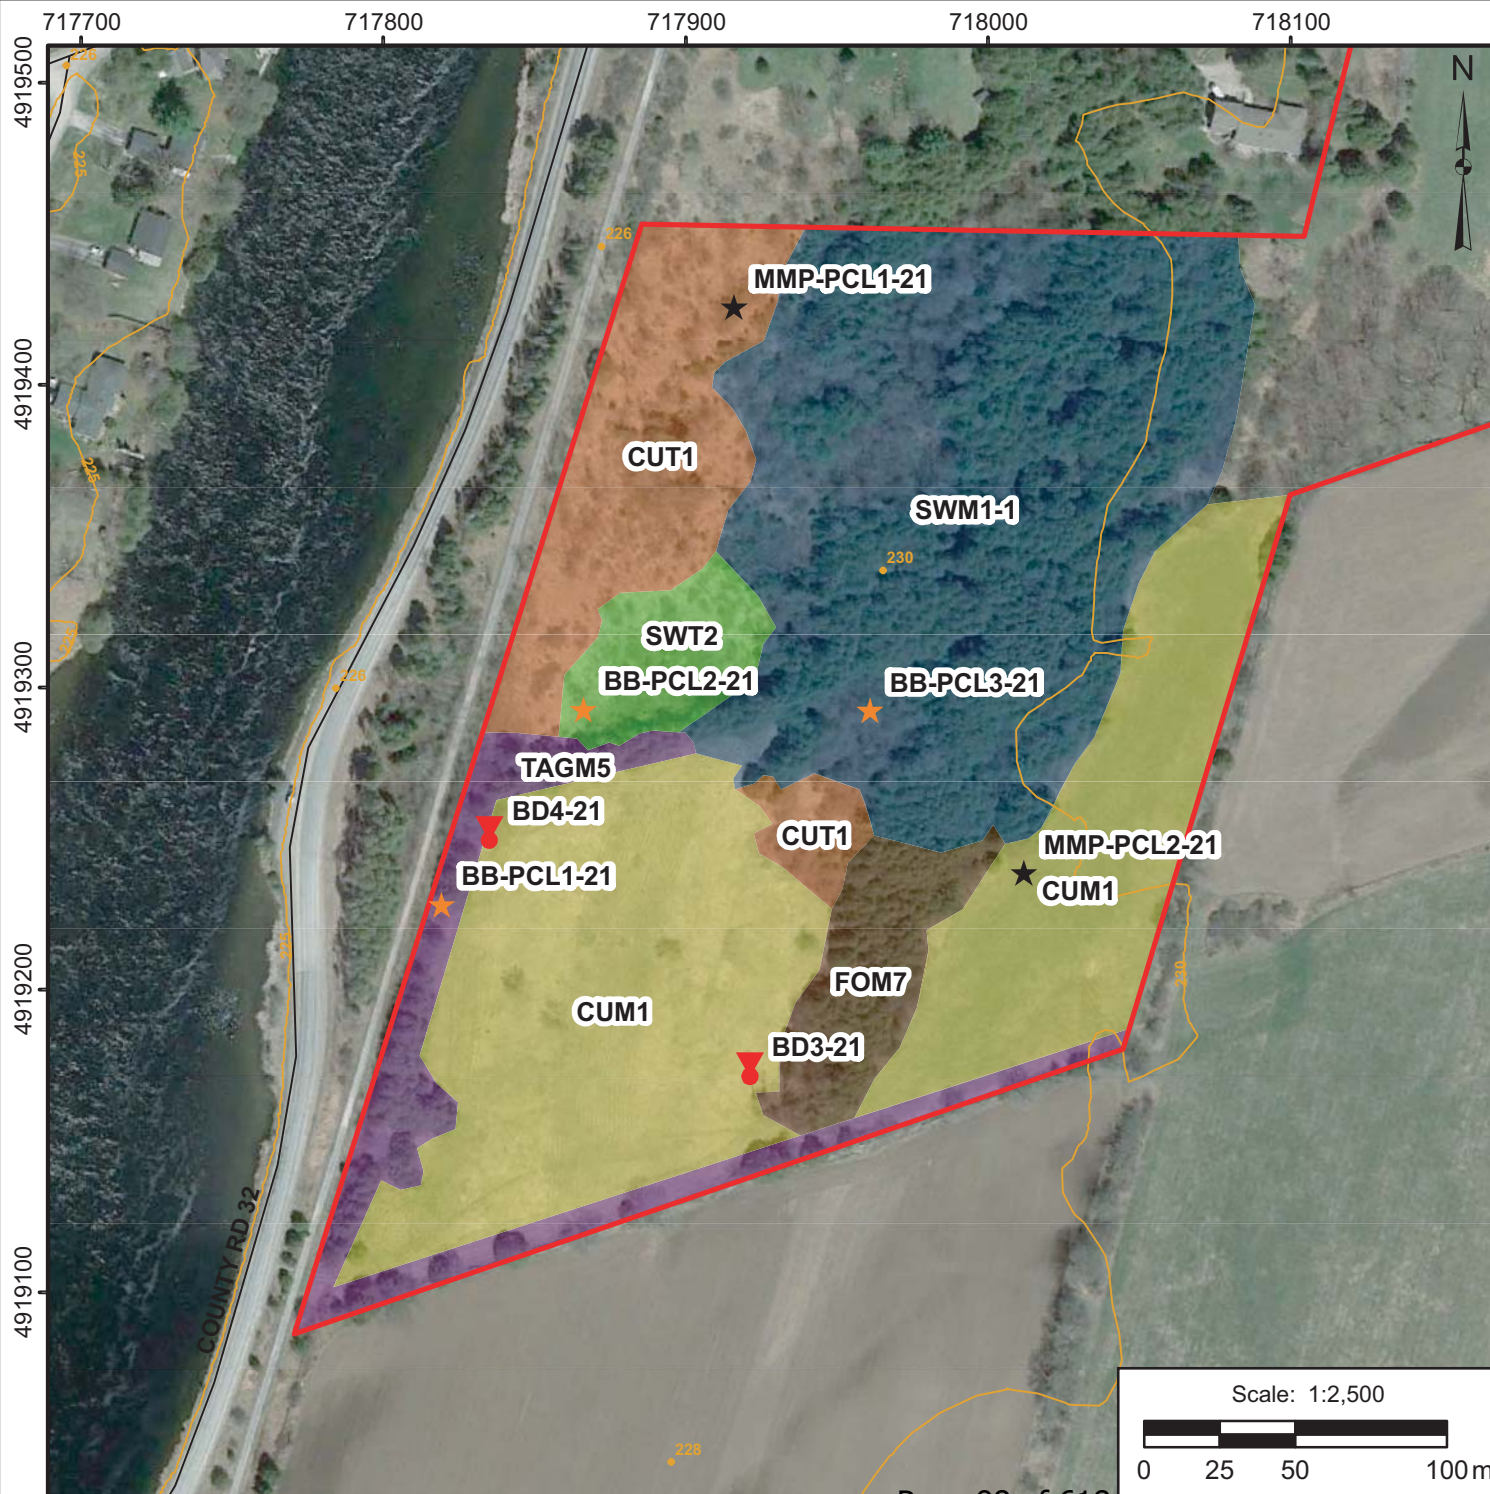 717700 717800 717900 718000 718100
4919500
4919400
4919300
4919200
4919100
N
226
225
226
MMP-PCL1-21
CUT1
225
SWM1-1
230
SWT2
BB-PCL2-21
BB-PCL3-21
226
TAGM5
BD4-21
CUT1
MMP-PCL2-21
BB-PCL1-21
CUM1
FOM7
230
CUM1
BD3-21
COUNTY RD 32
228
Scale: 1:2,500
0 25 50 100 m